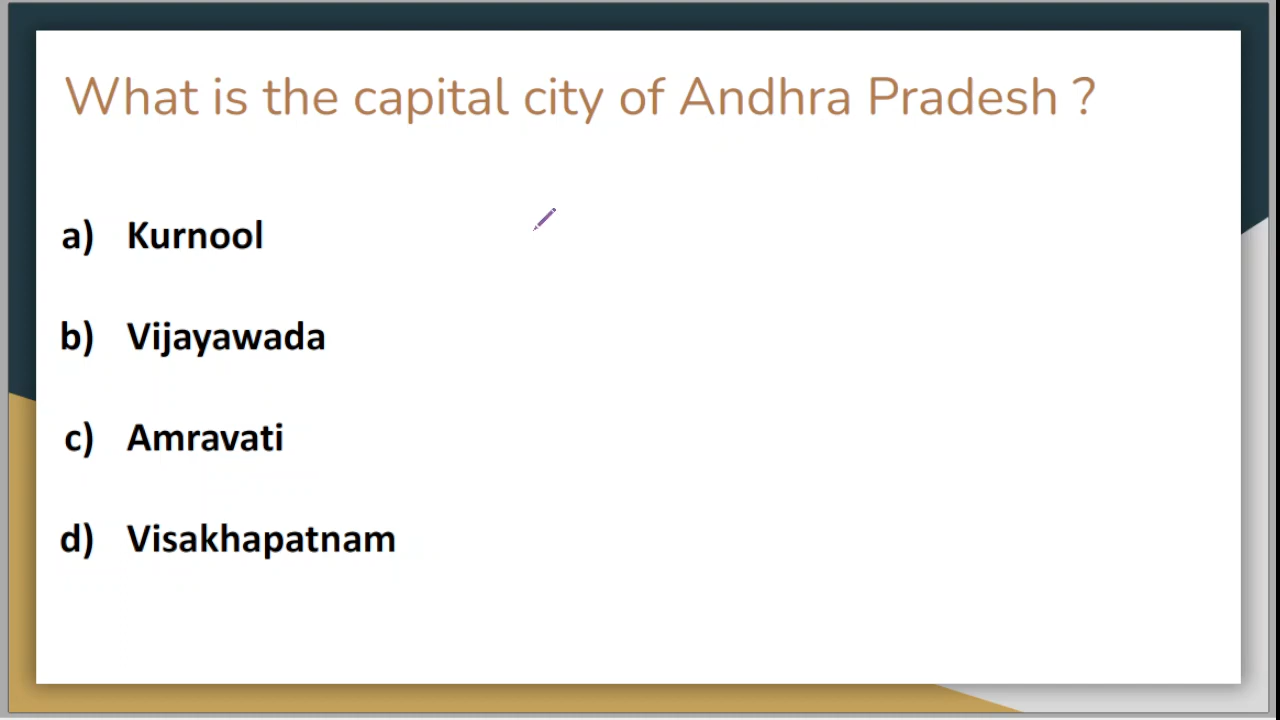 What is the capital city of Andhra Pradesh ?
a) Kurnool
b) Vijayawada
c) Amravati
d) Visakhapatnam